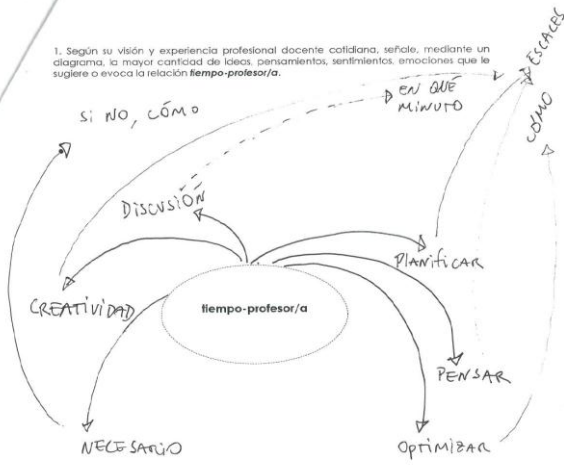 1. Según su visión y experiencia profesional docente cotidiana, señale, mediante un
diagrama, la mayor cantidad de ideas, pensamientos, sentimientos, emociones que le
sugiere o evoca la relación tiempo-profesor/a.
ESCACES
EN QUÉ
MINUTO
Si NO, CÓMO
CÓMO
DISCUSIÓN
PLANIFICAR
CREATIVIDAD
tiempo-profesor/a
PENSAR
NECESARIO
OPTIMIZAR